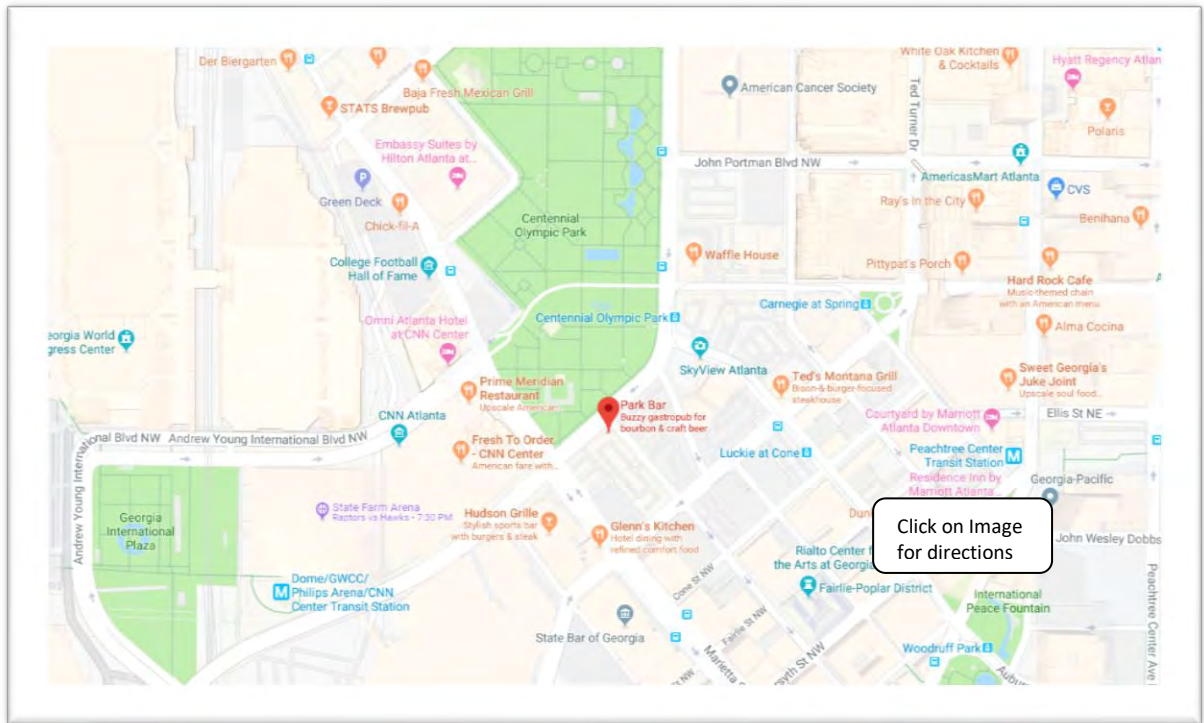 Der Biergarten
Baja Fresh Mexican Grill
STATS Brewpub
American Cancer Society
White Oak Kitchen
& Cocktails
Hyatt Regency Atlan
Ted Turner Dr
Polaris
Embassy Suites by
Hilton Atlanta at...
John Portman Blvd NW
AmericasMart Atlanta
P
Green Deck
CVS
Chick-fil-A
Ray's In the City
Benihana
Centennial
Olympic Park
Waffle House
College Football
Hall of Fame
Pittypat's Porch
Hard Rock Cafe
Music-themed chain
with an American menu
Carnegie at Spring
Omni Atlanta Hotel
at CNN Center
Centennial Olympic Park
Alma Cocina
eorgia World
gress Center
SkyView Atlanta
Prime Meridian
Restaurant
Upscale American
Ted's Montana Grill
Bison-& burger-focused
steakhouse
Sweet Georgia's
Juke Joint
Upscale soul food...
Park Bar
Buzzy gastropub for
bourbon & craft beer
CNN Atlanta
Courtyard by Marriott
Atlanta Downtown
Ellis St NE
nal Blvd NW
Andrew Young International Blvd NW
Fresh To Order
- CNN Center
American fare with...
Luckie at Cone
Peachtree Center
Transit Station
M
Andrew Young International
Residence Inn by
Marriott Atlanta...
Georgia-Pacific
State Farm Arena
Raptors vs Hawks - 7:30 PM
Georgia
International
Plaza
Hudson Grille
Stylish sports bar
with burgers & steak
Glenn's Kitchen
Hotel dining with
refined comfort food
Dun
Click on Image
for directions
John Wesley Dobbs
Rialto Center f
the Arts at Georgia
Fairlie-Poplar District
M
Dome/GWCC/
Philips Arena/CNN
Center Transit Station
Cone St NW
Fairlie St NW
International
Peace Fountain
State Bar of Georgia
Marietta S
rsyth St NW
Woodruff Park
Aubur
Peachtree Center Ave